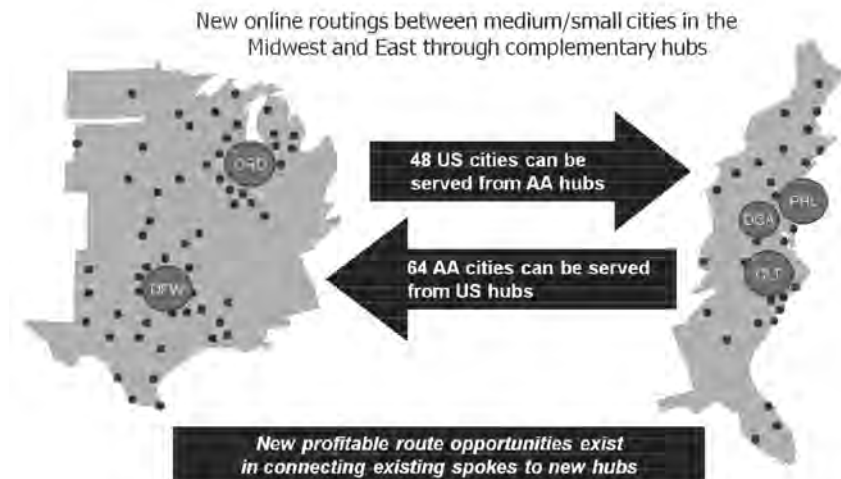 New online routings between medium/small cities in the
Midwest and East through complementary hubs
ORD
48 US cities can be
served from AA hubs
PHL
DCA
64 AA cities can be served
from US hubs
CLT
DFW
New profitable route opportunities exist
in connecting existing spokes to new hubs